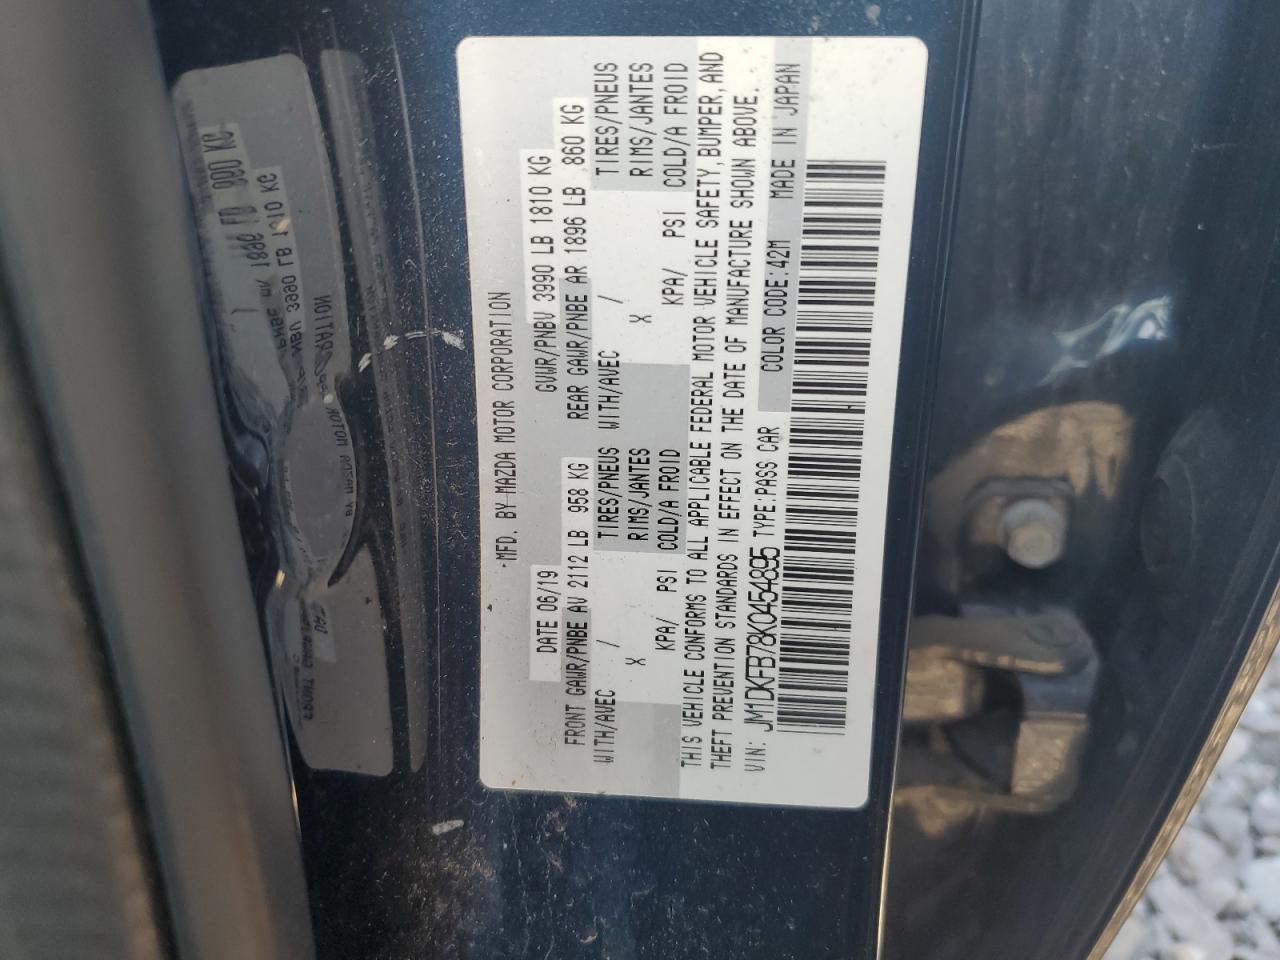 MFD. BY MAZDA MOTOR CORPORATION
DATE 06/19 GVWR/PNBV 3990 LB 1810 KG
FRONT GAWR/PNBE AV 2112 LB 958 KG REAR GAWR/PNBE AR 1896 LB 860 KG
WITH/AVEC / TIRES/PNEUS WITH/AVEC / TIRES/PNEUS
X RIMS/JANTES X RIMS/JANTES
KPA/ PSI COLD/A FROID KPA/ PSI COLD/A FROID
THIS VEHICLE CONFORMS TO ALL APPLICABLE FEDERAL MOTOR VEHICLE SAFETY, BUMPER, AND
THEFT PREVENTION STANDARDS IN EFFECT ON THE DATE OF MANUFACTURE SHOWN ABOVE.
VIN: JM1DKFB78K0454895 TYPE:PASS CAR COLOR CODE:42M MADE IN JAPAN